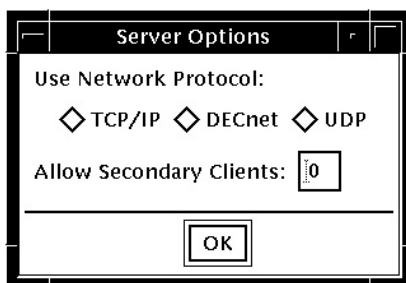 Server Options
Use Network Protocol:
TCP/IP DECnet UDP
Allow Secondary Clients: 0
OK